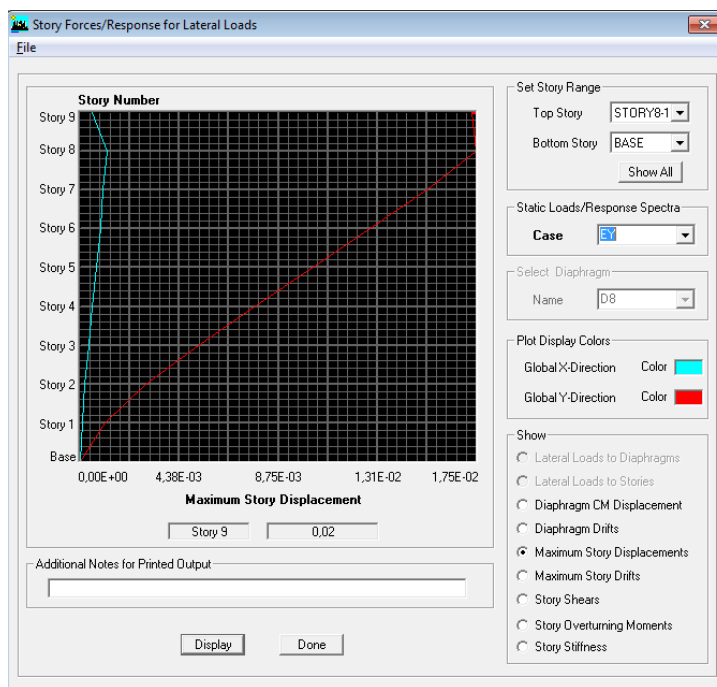 Story Forces/Response for Lateral Loads
File
Story Number
Story 9
Story 8
Story 7
Story 6
Story 5
Story 4
Story 3
Story 2
Story 1
Base
0,00E+00 4,38E-03 8,75E-03 1,31E-02 1,75E-02
Maximum Story Displacement
Story 9 0,02
Additional Notes for Printed Output
Display Done
Set Story Range
Top Story STORY8-1
Bottom Story BASE
Show All
Static Loads/Response Spectra
Case EY
Select Diaphragm
Name D8
Plot Display Colors
Global X-Direction Color
Global Y-Direction Color
Show
Lateral Loads to Diaphragms
Lateral Loads to Stories
Diaphragm CM Displacement
Diaphragm Drifts
Maximum Story Displacements
Maximum Story Drifts
Story Shears
Story Overturning Moments
Story Stiffness